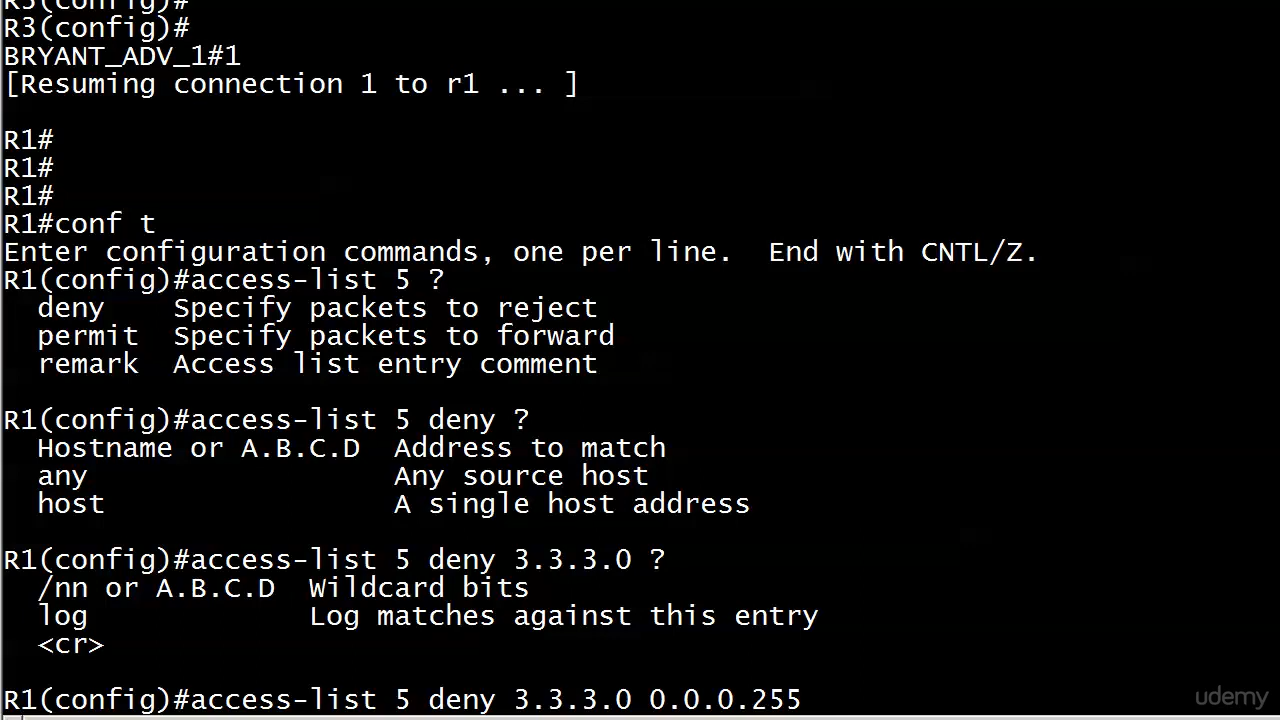 R3(config)#
R3(config)#
BRYANT_ADV_1#1
[Resuming connection 1 to r1 ... ]
R1#
R1#
R1#
R1#conf t
Enter configuration commands, one per line.  End with CNTL/Z.
R1(config)#access-list 5 ?
  deny    Specify packets to reject
  permit  Specify packets to forward
  remark  Access list entry comment
R1(config)#access-list 5 deny ?
  Hostname or A.B.C.D  Address to match
  any                  Any source host
  host                 A single host address
R1(config)#access-list 5 deny 3.3.3.0 ?
  /nn or A.B.C.D  Wildcard bits
  log             Log matches against this entry
  <cr>
R1(config)#access-list 5 deny 3.3.3.0 0.0.0.255
udemy